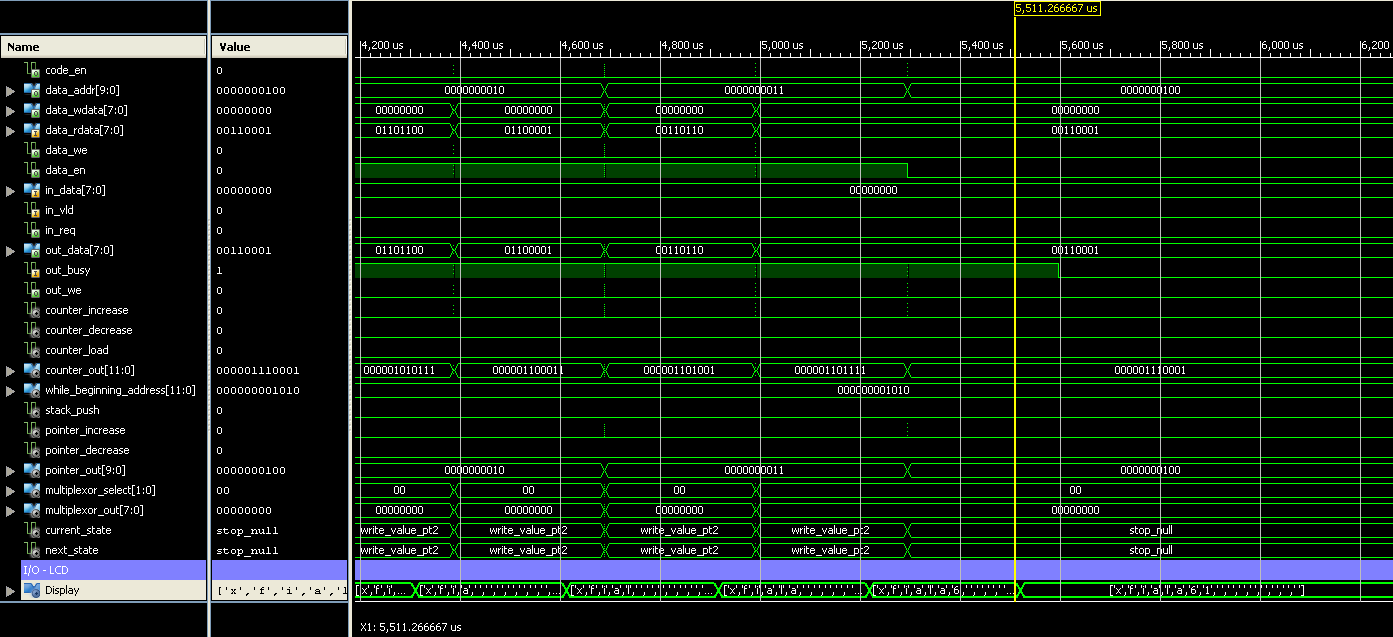 5,511.266667 us
Name Value 4,200 us 4,400 us 4,600 us 4,800 us 5,000 us 5,200 us 5,400 us 5,600 us 5,800 us 6,000 us 6,200
code_en 0
data_addr[9:0] 0000000100 0000000010 0000000011 0000000100
data_wdata[7:0] 00000000 00000000 00000000 00000000 00000000
data_rdata[7:0] 00110001 01101100 01100001 00110110 00110001
data_we 0
data_en 0
in_data[7:0] 00000000 00000000
in_vld 0
in_req 0
out_data[7:0] 00110001 01101100 01100001 00110110 00110001
out_busy 1
out_we 0
counter_increase 0
counter_decrease 0
counter_load 0
counter_out[11:0] 000001110001 000001010111 000001100011 000001101001 000001101111 000001110001
while_beginning_address[11:0] 000000001010 000000001010
stack_push 0
pointer_increase 0
pointer_decrease 0
pointer_out[9:0] 0000000100 0000000010 0000000011 0000000100
multiplexor_select[1:0] 00 00 00 00 00
multiplexor_out[7:0] 00000000 00000000 00000000 00000000 00000000
current_state stop_null write_value_pt2 write_value_pt2 write_value_pt2 write_value_pt2 stop_null
next_state stop_null write_value_pt2 write_value_pt2 write_value_pt2 write_value_pt2 stop_null
I/O - LCD
Display ['x','f','i','a','l
X1: 5,511.266667 us